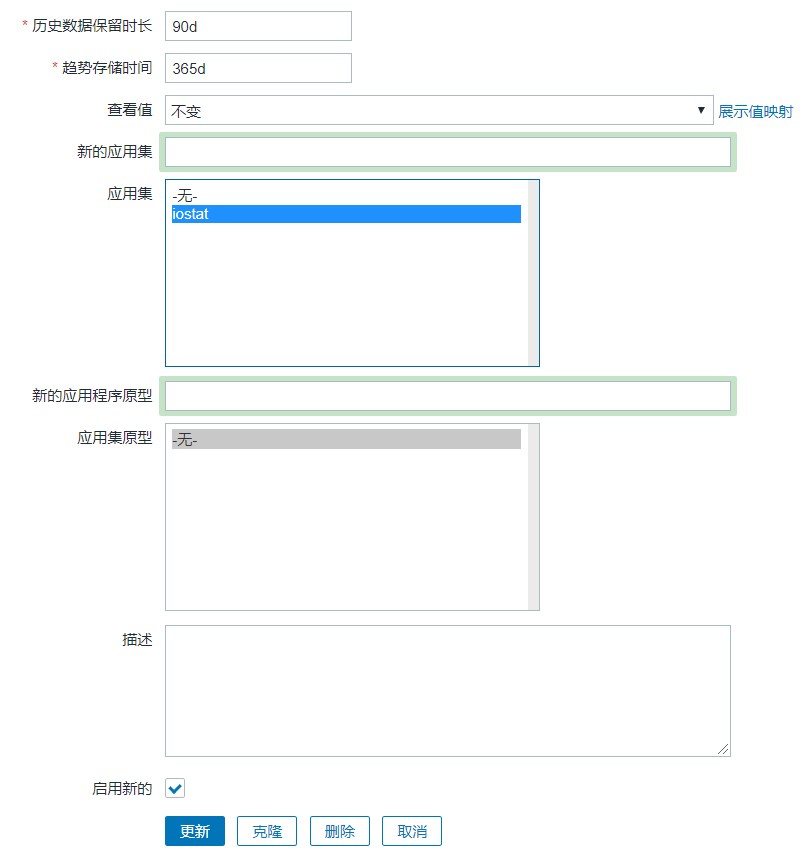 * 历史数据保留时长 90d
* 趋势存储时间 365d
查看值 不变 展示值映射
新的应用集
应用集 -无-
iostat
新的应用程序原型
应用集原型 -无-
描述
启用新的
更新 克隆 删除 取消